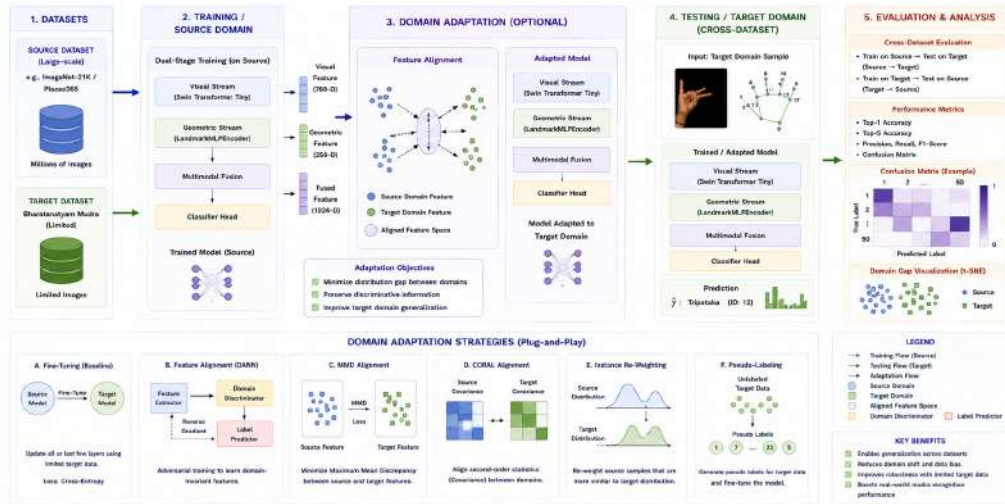 1. DATASETS
SOURCE DATASET
(Large-scale)
e.g., ImageNet-21K /
Places365
Millions of Images
TARGET DATASET
Bharatanatyam Mudra
(Limited)
Limited Images
2. TRAINING /
SOURCE DOMAIN
Dual-Stage Training (on Source)
Visual Stream
(Swin Transformer Tiny)
Geometric Stream
(LandmarkMLPEncoder)
Multimodal Fusion
Classifier Head
Trained Model (Source)
Visual
Feature
(768-D)
Geometric
Feature
(256-D)
Fused
Feature
(1024-D)
3. DOMAIN ADAPTATION (OPTIONAL)
Feature Alignment
Source Domain Feature
Target Domain Feature
Aligned Feature Space
Adapted Model
Visual Stream
(Swin Transformer Tiny)
Geometric Stream
(LandmarkMLPEncoder)
Multimodal Fusion
Classifier Head
Model Adapted to
Target Domain
Adaptation Objectives
Minimize distribution gap between domains
Preserve discriminative information
Improve target domain generalization
4. TESTING / TARGET DOMAIN
(CROSS-DATASET)
Input: Target Domain Sample
Trained / Adapted Model
Visual Stream
(Swin Transformer Tiny)
Geometric Stream
(LandmarkMLPEncoder)
Multimodal Fusion
Classifier Head
Prediction
: Tripataka (ID: 12)
5. EVALUATION & ANALYSIS
Cross-Dataset Evaluation
• Train on Source → Test on Target
(Source → Target)
• Train on Target → Test on Source
(Target → Source)
Performance Metrics
• Top-1 Accuracy
• Top-5 Accuracy
• Precision, Recall, F1-Score
• Confusion Matrix
Confusion Matrix (Example)
1 2 ... 50
True Label
1
2
50
1
0
Predicted Label
Domain Gap Visualization (t-SNE)
Source
Target
DOMAIN ADAPTATION STRATEGIES (Plug-and-Play)
A. Fine-Tuning (Baseline)
Source
Model
Fine-Tune
Target
Model
Update all or last few layers using
limited target data.
Loss: Cross-Entropy
B. Feature Alignment (DANN)
Feature
Extractor
Domain
Discriminator
Reverse
Gradient
Label
Predictor
Adversarial training to learn domain-
invariant features.
C. MMD Alignment
MMD
Loss
Source Feature
Target Feature
Minimize Maximum Mean Discrepancy
between source and target features.
D. CORAL Alignment
Source
Covariance
Target
Covariance
Align second-order statistics
(Covariance) between domains.
E. Instance Re-Weighting
Source
Distribution
Target
Distribution
Re-weight source samples that are
more similar to target distribution.
F. Pseudo-Labeling
Unlabeled
Target Data
Pseudo Labels
1 7 ... 22 5
Generate pseudo labels for target data
and fine-tune the model.
LEGEND
Training Flow (Source)
Testing Flow (Target)
Adaptation Flow
Source Domain
Target Domain
Aligned Feature Space
Domain Discriminator
Label Predictor
KEY BENEFITS
Enables generalization across datasets
Reduces domain shift and data bias
Improves robustness with limited target data
Boosts real-world mudra recognition
performance